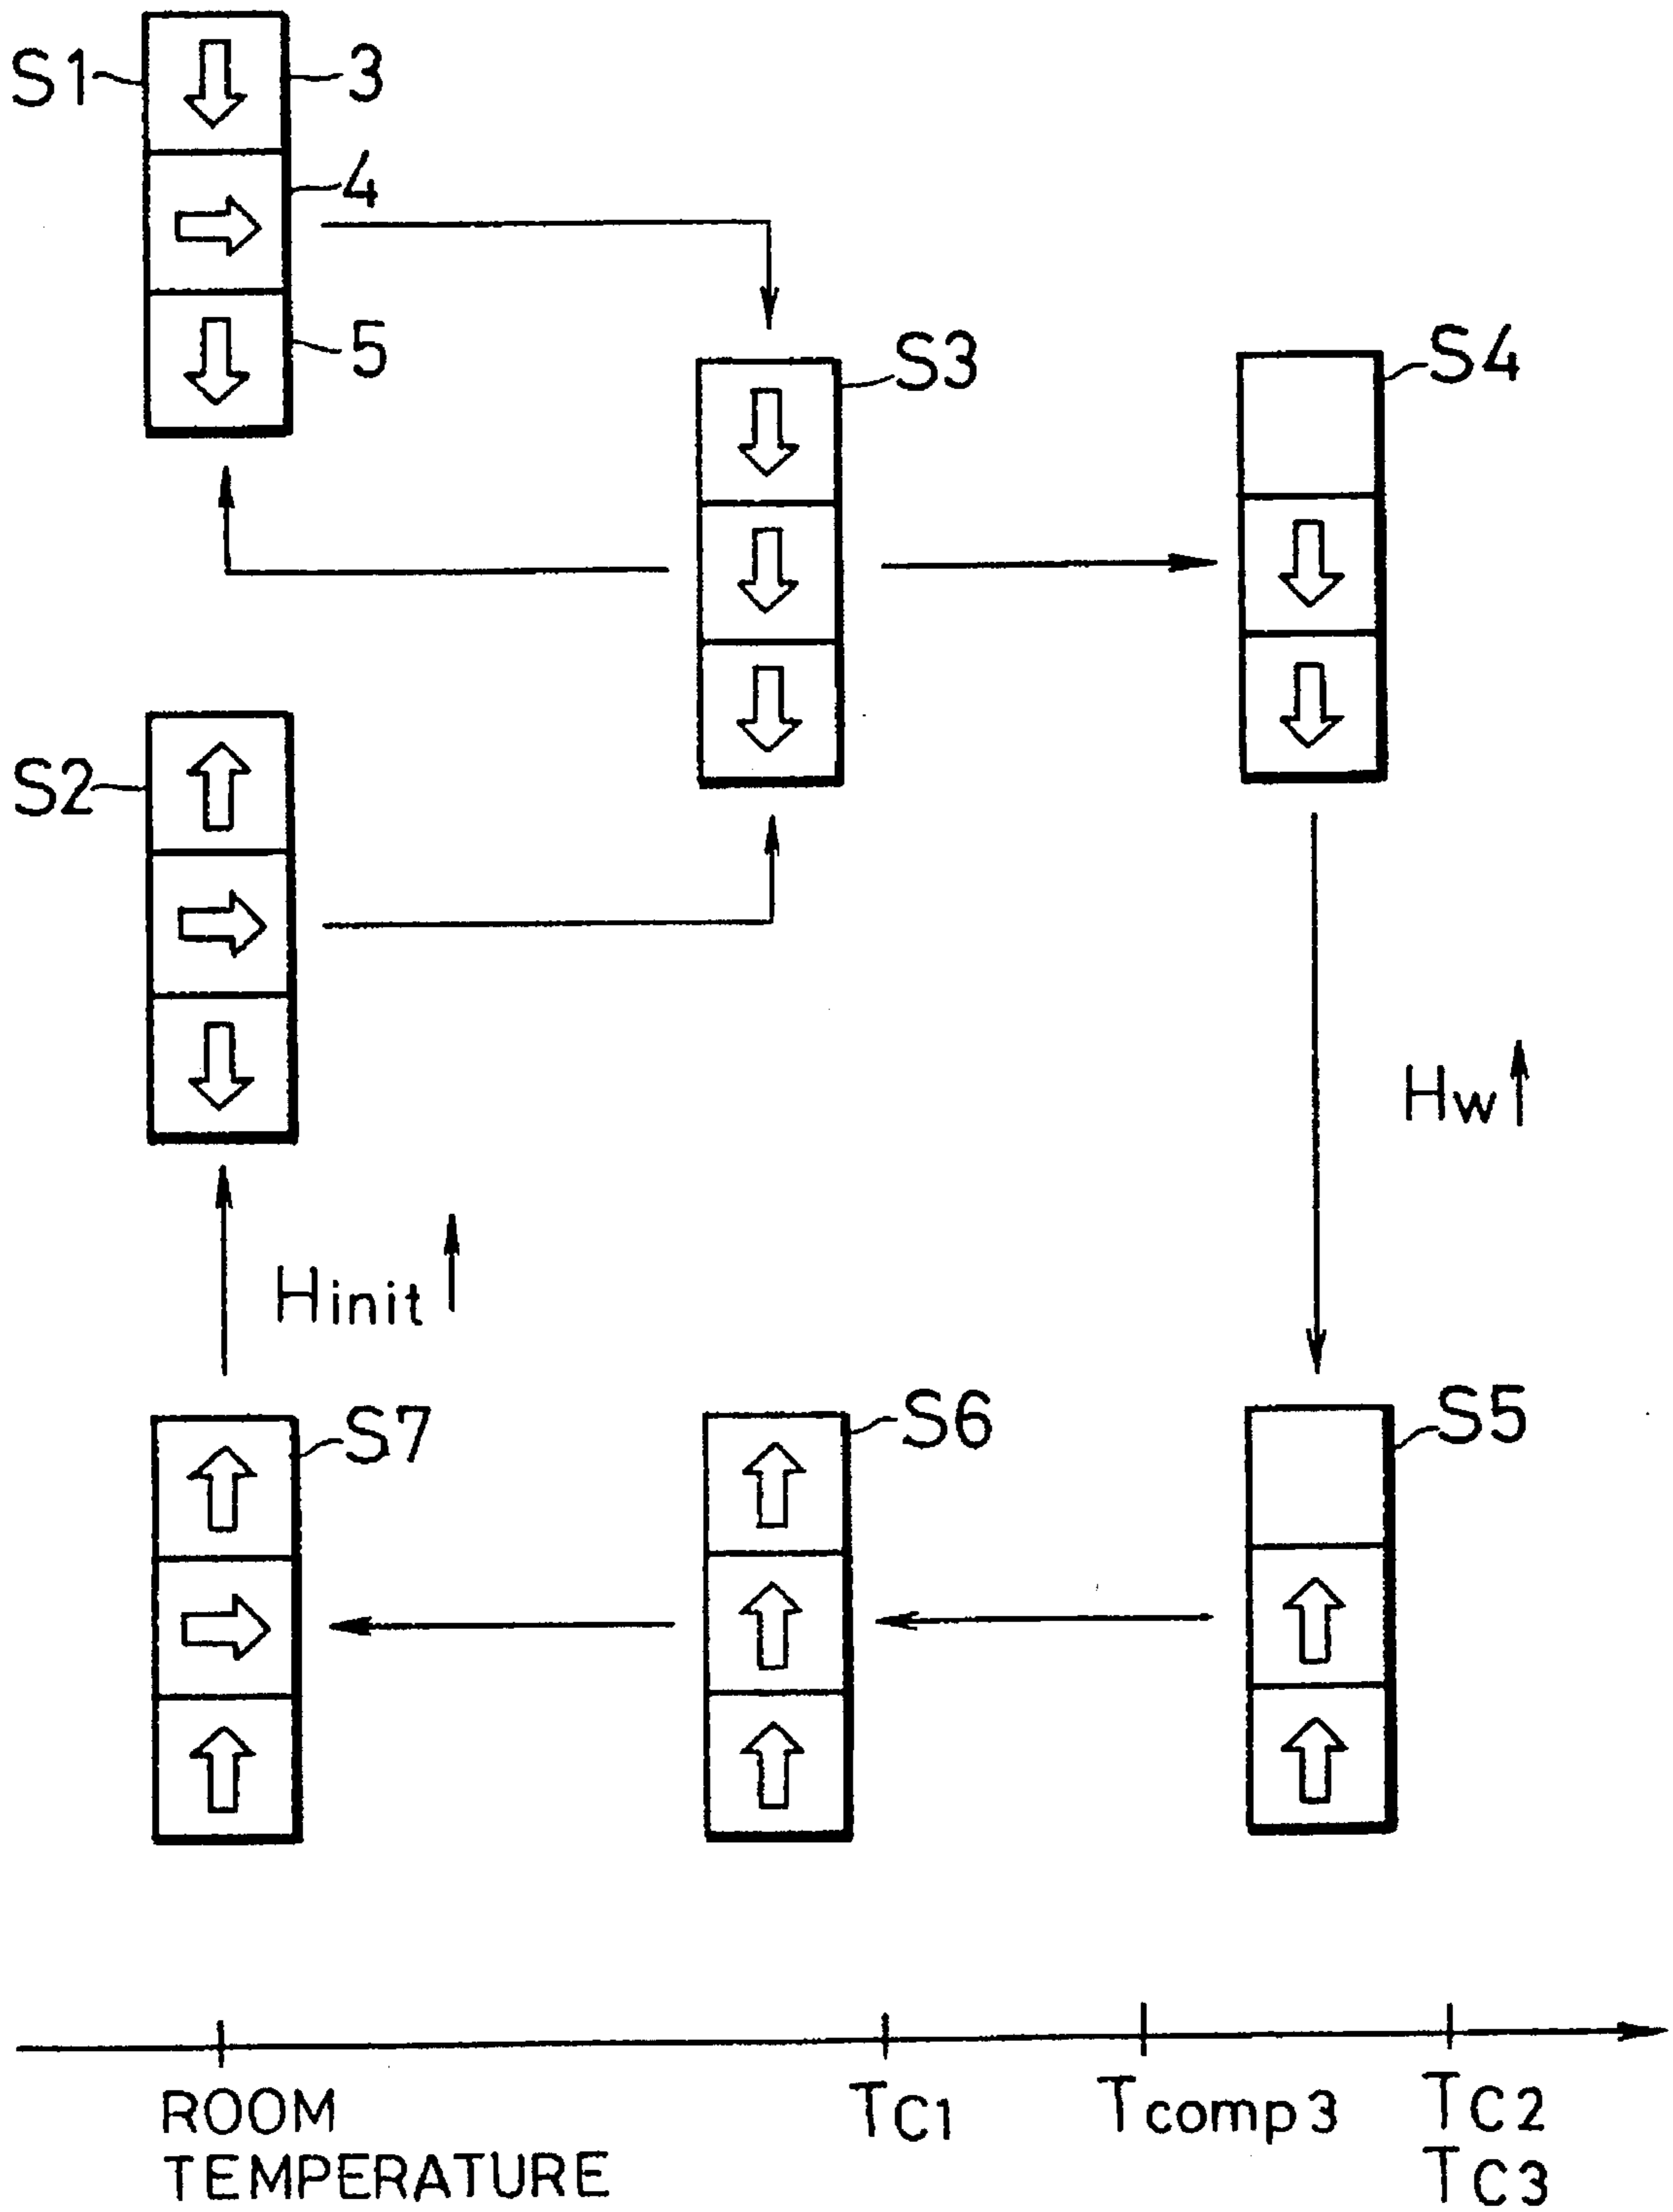 S1
3
4
5
S3
S4
S2
Hw
Hinit
S7
S6
S5
ROOM
TEMPERATURE
TC1
Tcomp3
TC2
TC3